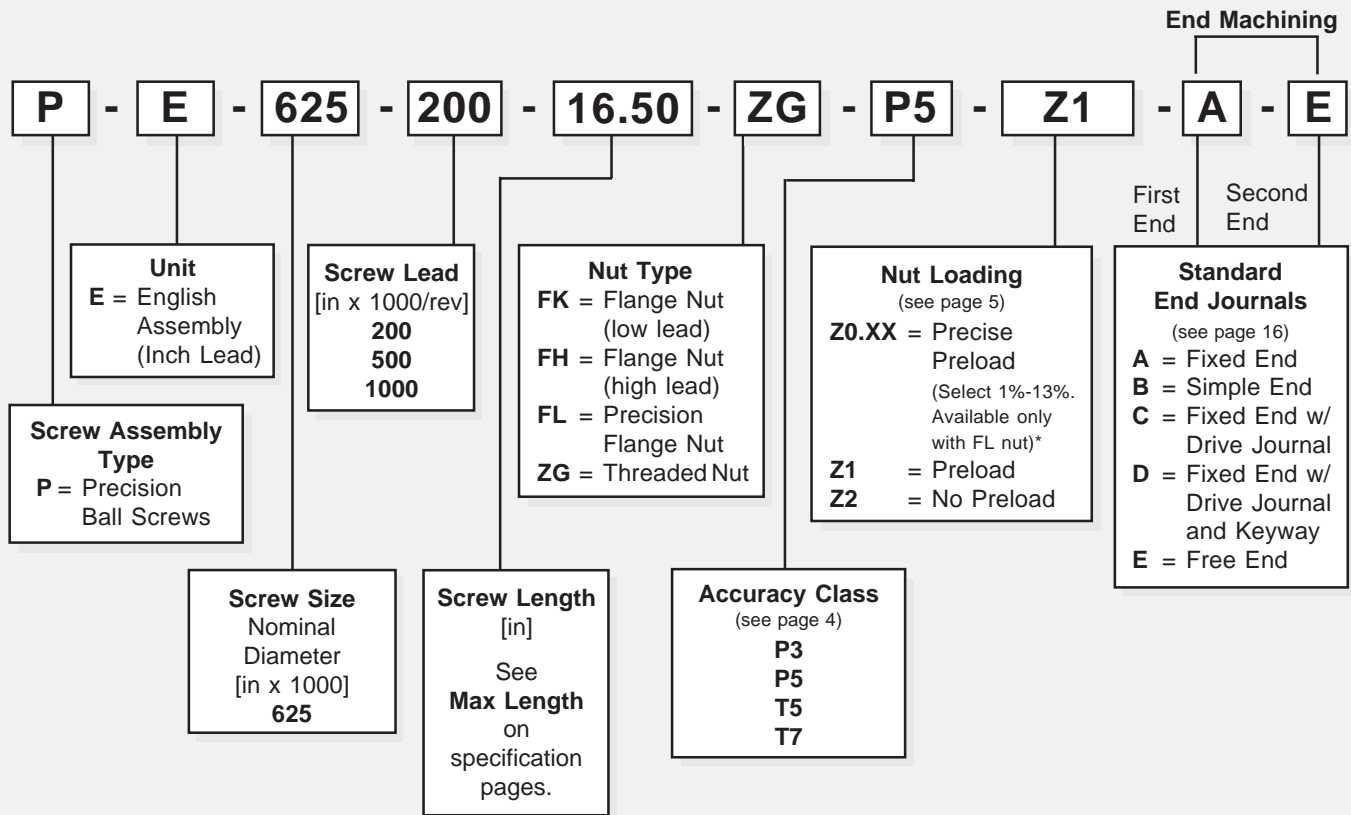 End Machining
P - E - 625 - 200 - 16.50 - ZG - P5 - Z1 - A - E
First
End
Second
End
Unit
E = English
Assembly
(Inch Lead)
Screw Lead
[in x 1000/rev]
200
500
1000
Nut Type
FK = Flange Nut
(low lead)
FH = Flange Nut
(high lead)
FL = Precision
Flange Nut
ZG = Threaded Nut
Nut Loading
(see page 5)
Z0.XX = Precise
Preload
(Select 1%-13%.
Available only
with FL nut)*
Z1 = Preload
Z2 = No Preload
Standard
End Journals
(see page 16)
A = Fixed End
B = Simple End
C = Fixed End w/
Drive Journal
D = Fixed End w/
Drive Journal
and Keyway
E = Free End
Screw Assembly
Type
P = Precision
Ball Screws
Screw Size
Nominal
Diameter
[in x 1000]
625
Screw Length
[in]
See
Max Length
on
specification
pages.
Accuracy Class
(see page 4)
P3
P5
T5
T7